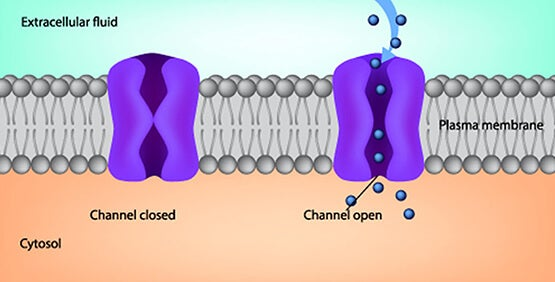 Extracellular fluid
Plasma membrane
Channel closed
Channel open
Cytosol